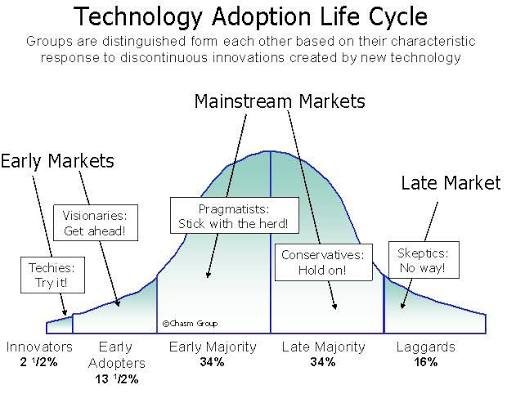 Technology Adoption Life Cycle
Groups are distinguished form each other based on their characteristic
response to discontinuous innovations created by new technology
Mainstream Markets
Early Markets
Late Market
Pragmatists:
Stick with the herd!
Visionaries:
Get ahead!
Conservatives:
Hold on!
Skeptics:
No way!
Techies:
Try it!
©Chasm Group
Innovators
2 1/2%
Early
Adopters
13 1/2%
Early Majority
34%
Late Majority
34%
Laggards
16%